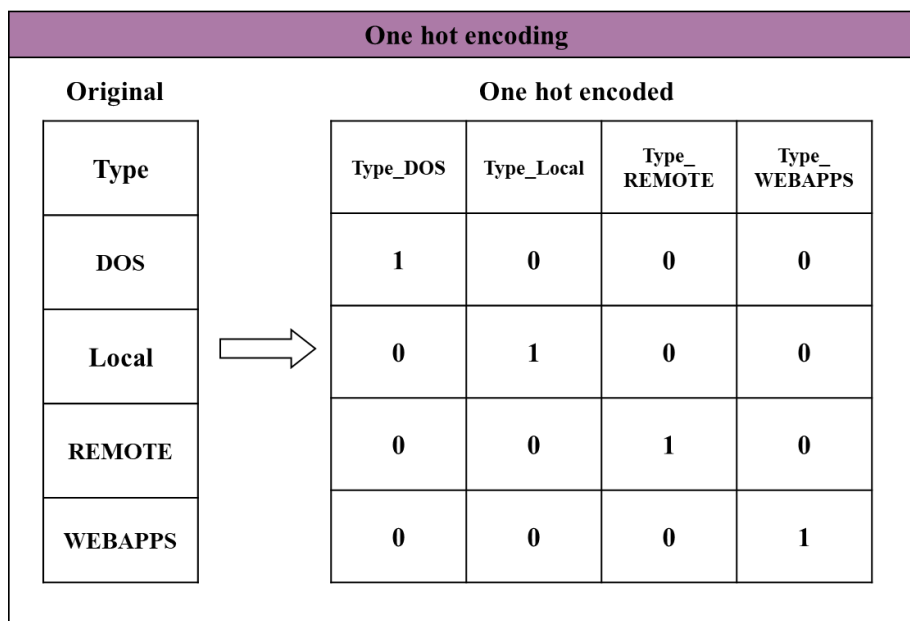 One hot encoding
Original
One hot encoded
Type
Type_DOS
Type_Local
Type_
REMOTE
Type_
WEBAPPS
DOS
1 0 0 0
Local
0 1 0 0
REMOTE
0 0 1 0
WEBAPPS
0 0 0 1